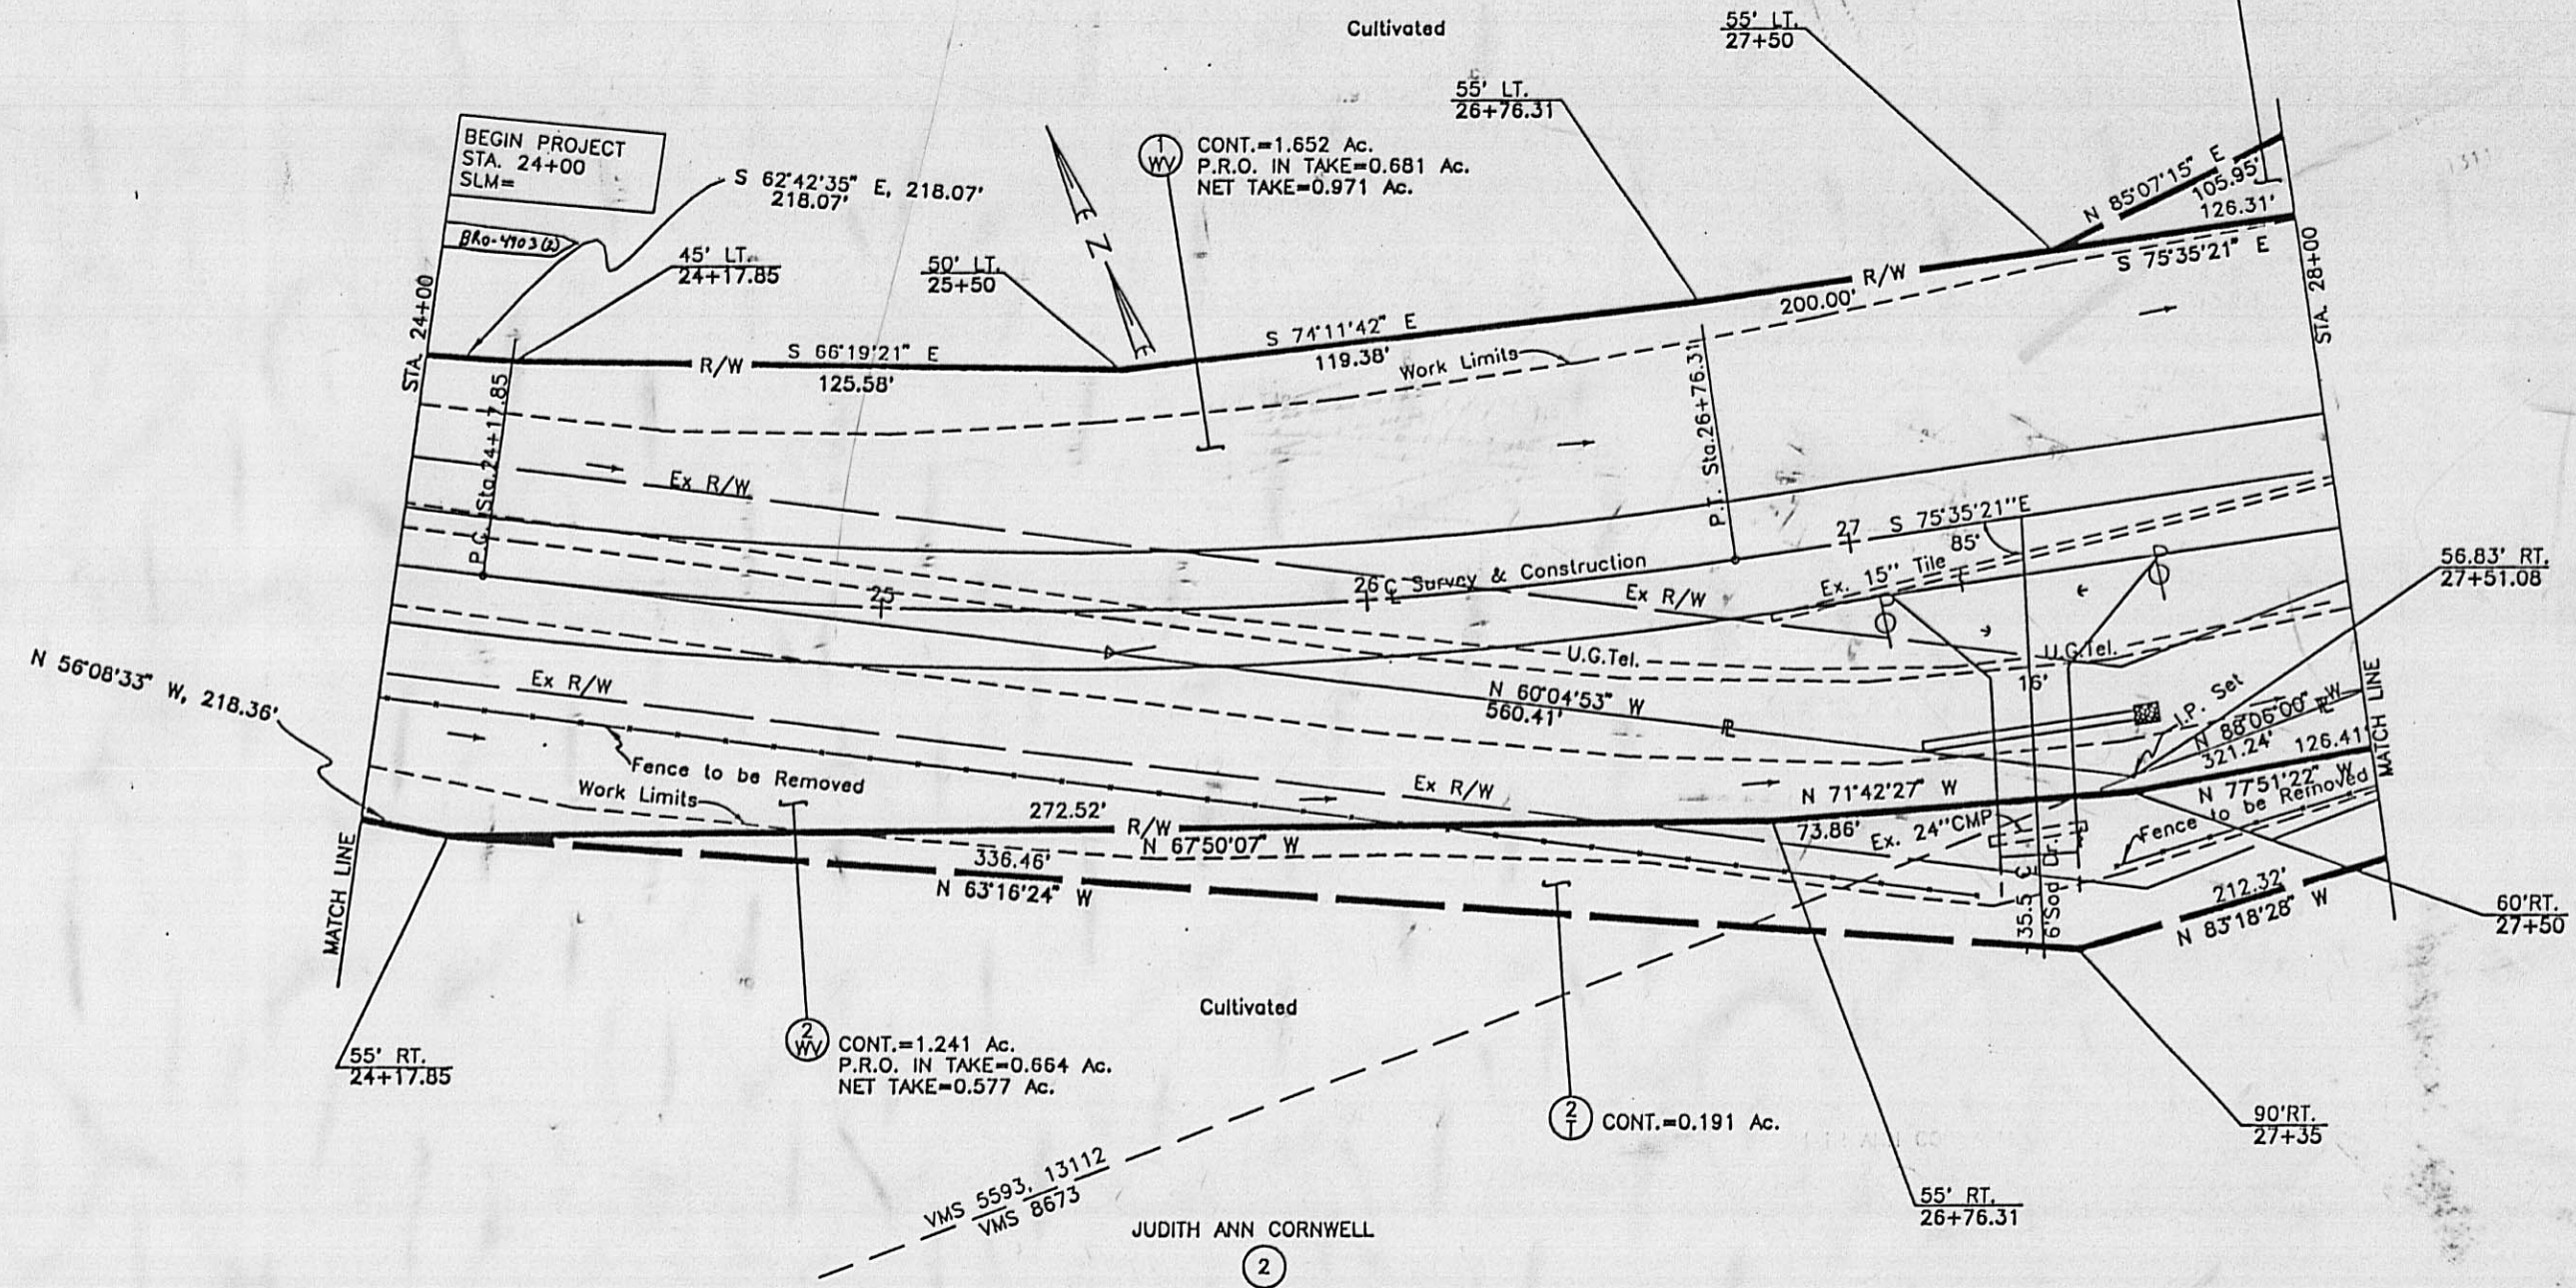 Cultivated
55' LT.
27+50
55' LT.
26+76.31
BEGIN PROJECT
STA. 24+00
SLM=
BRO-4903(2)
S 62°42'35" E, 218.07'
218.07'
45' LT.
24+17.85
50' LT.
25+50
N
1
WV
CONT.=1.652 Ac.
P.R.O. IN TAKE=0.681 Ac.
NET TAKE=0.971 Ac.
N 85°07'15" E
105.95'
126.31'
S 75°35'21" E
STA. 24+00
STA. 28+00
R/W
S 66°19'21" E
125.58'
S 74°11'42" E
119.38'
R/W
200.00'
Work Limits
P.C. Sta.24+17.85
P.T. Sta.26+76.31
Ex R/W
25
26
℄ Survey & Construction
27
S 75°35'21"E
85°
Ex. 15" Tile
Ex R/W
56.83' RT.
27+51.08
U.G.Tel.
U.G.Tel.
16'
N 56°08'33" W, 218.36'
Ex R/W
N 60°04'53" W
560.41'
I.P. Set
N 88°06'00" W
321.24'
126.41'
MATCH LINE
Fence to be Removed
Work Limits
Ex R/W
272.52'
R/W
N 67°50'07" W
N 71°42'27" W
73.86'
Ex. 24"CMP
N 77°51'22" W
Fence to be Removed
336.46'
N 63°16'24" W
35.5
6'Sod Dr.
212.32'
N 83°18'28" W
MATCH LINE
60'RT.
27+50
Cultivated
55' RT.
24+17.85
2
WV
CONT.=1.241 Ac.
P.R.O. IN TAKE=0.664 Ac.
NET TAKE=0.577 Ac.
2
T
CONT.=0.191 Ac.
90'RT.
27+35
55' RT.
26+76.31
VMS 5593, 13112
VMS 8673
JUDITH ANN CORNWELL
2